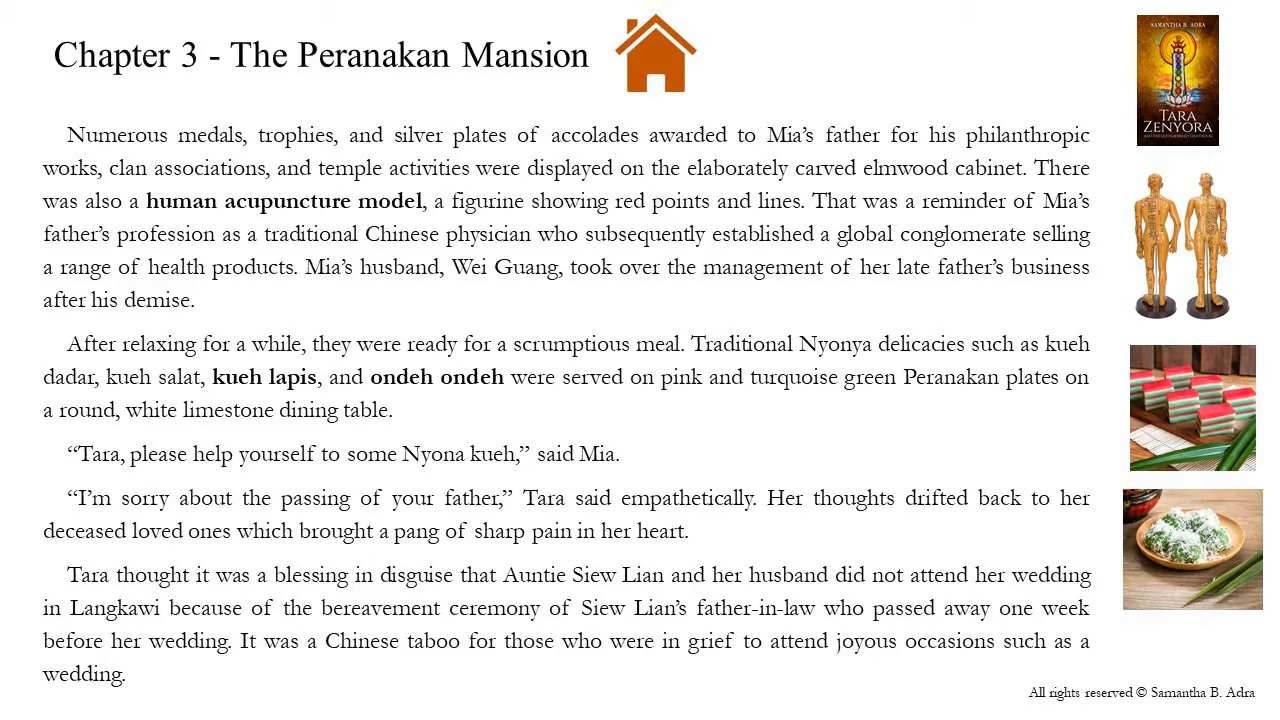 Chapter 3 - The Peranakan Mansion
SAMANTHA B. ADRA
TARA
ZENYORA
Numerous medals, trophies, and silver plates of accolades awarded to Mia’s father for his philanthropic
works, clan associations, and temple activities were displayed on the elaborately carved elmwood cabinet. There
was also a human acupuncture model, a figurine showing red points and lines. That was a reminder of Mia’s
father’s profession as a traditional Chinese physician who subsequently established a global conglomerate selling
a range of health products. Mia’s husband, Wei Guang, took over the management of her late father’s business
after his demise.
After relaxing for a while, they were ready for a scrumptious meal. Traditional Nyonya delicacies such as kueh
dadar, kueh salat, kueh lapis, and ondeh ondeh were served on pink and turquoise green Peranakan plates on
a round, white limestone dining table.
“Tara, please help yourself to some Nyona kueh,” said Mia.
“I’m sorry about the passing of your father,” Tara said empathetically. Her thoughts drifted back to her
deceased loved ones which brought a pang of sharp pain in her heart.
Tara thought it was a blessing in disguise that Auntie Siew Lian and her husband did not attend her wedding
in Langkawi because of the bereavement ceremony of Siew Lian’s father-in-law who passed away one week
before her wedding. It was a Chinese taboo for those who were in grief to attend joyous occasions such as a
wedding.
All rights reserved © Samantha B. Adra